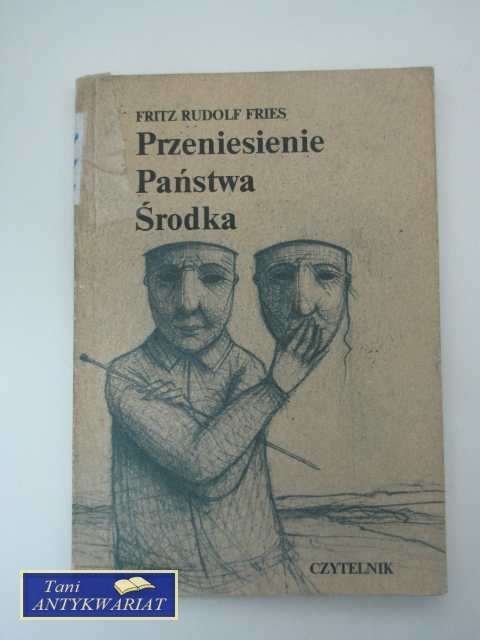 FRITZ RUDOLF FRIES
Przeniesienie
Państwa
Środka
CZYTELNIK
Tani
ANTYKWARIAT